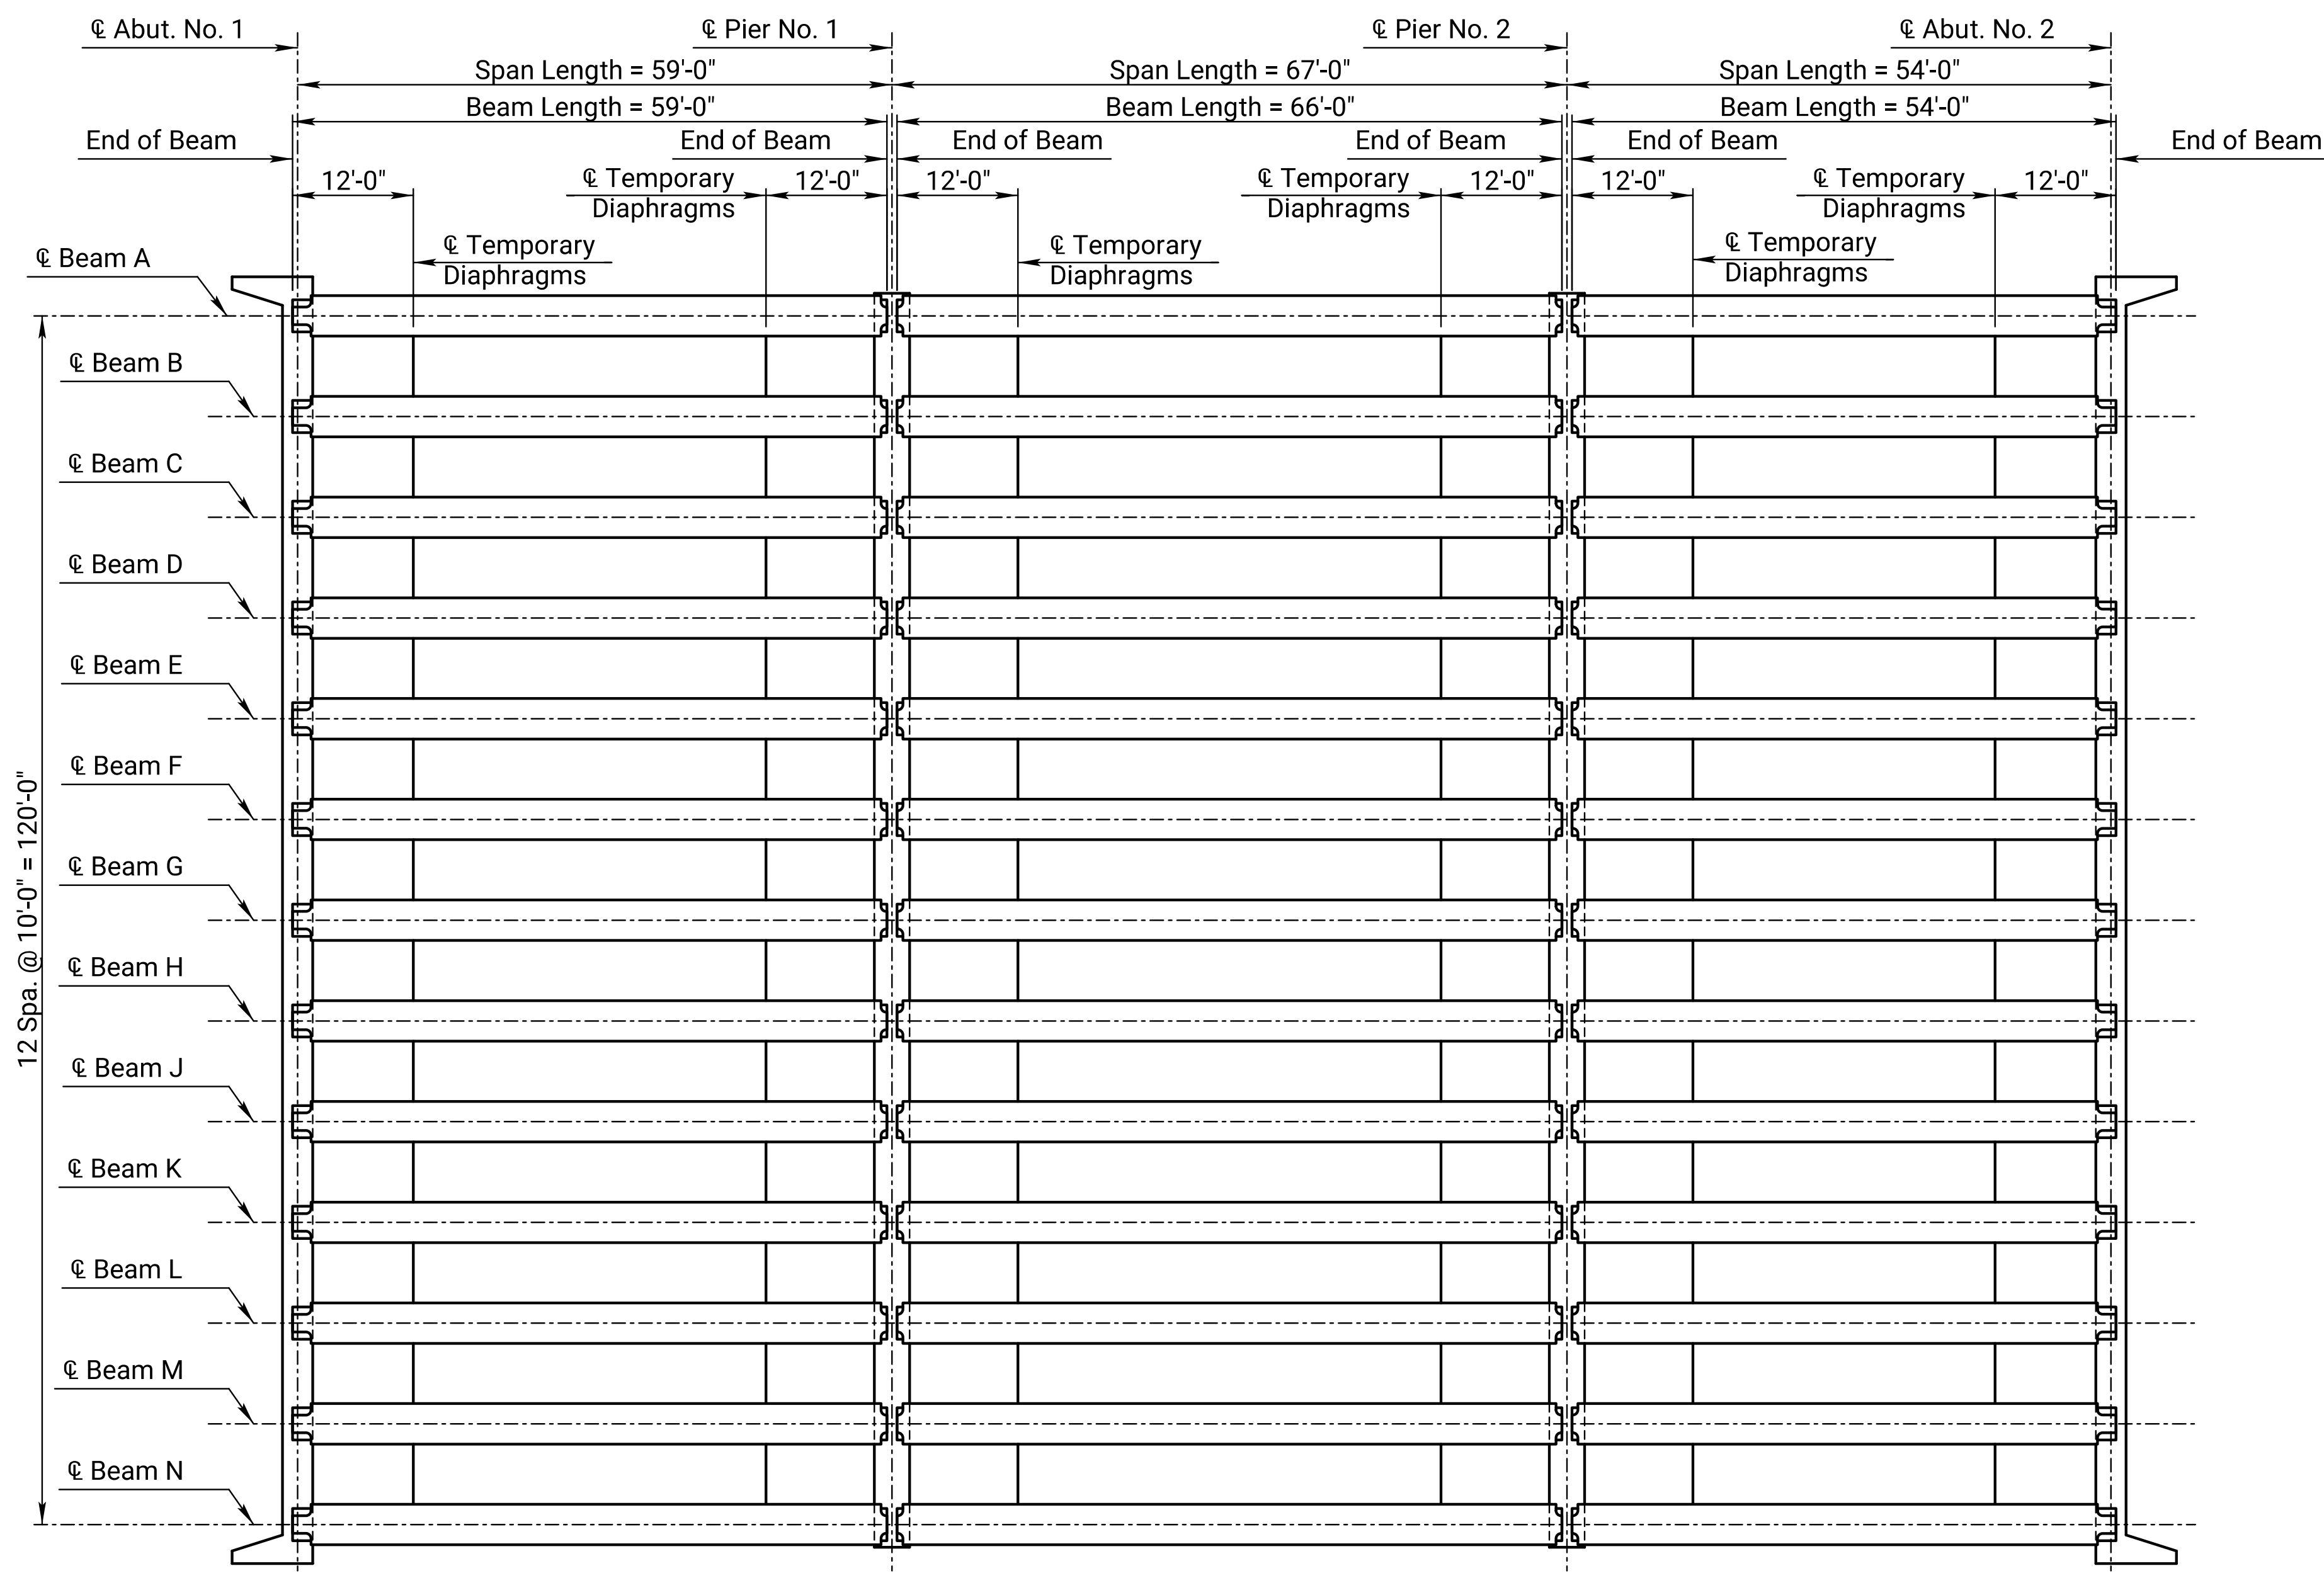 ℄ Abut. No. 1
℄ Pier No. 1
℄ Pier No. 2
℄ Abut. No. 2
Span Length = 59'-0"
Span Length = 67'-0"
Span Length = 54'-0"
Beam Length = 59'-0"
Beam Length = 66'-0"
Beam Length = 54'-0"
End of Beam
End of Beam
End of Beam
End of Beam
End of Beam
End of Beam
12'-0"
℄ Temporary
Diaphragms
12'-0"
12'-0"
℄ Temporary
Diaphragms
12'-0"
12'-0"
℄ Temporary
Diaphragms
12'-0"
℄ Temporary
Diaphragms
℄ Temporary
Diaphragms
℄ Temporary
Diaphragms
℄ Beam A
℄ Beam B
℄ Beam C
℄ Beam D
℄ Beam E
℄ Beam F
℄ Beam G
℄ Beam H
℄ Beam J
℄ Beam K
℄ Beam L
℄ Beam M
℄ Beam N
12 Spa. @ 10'-0" = 120'-0"